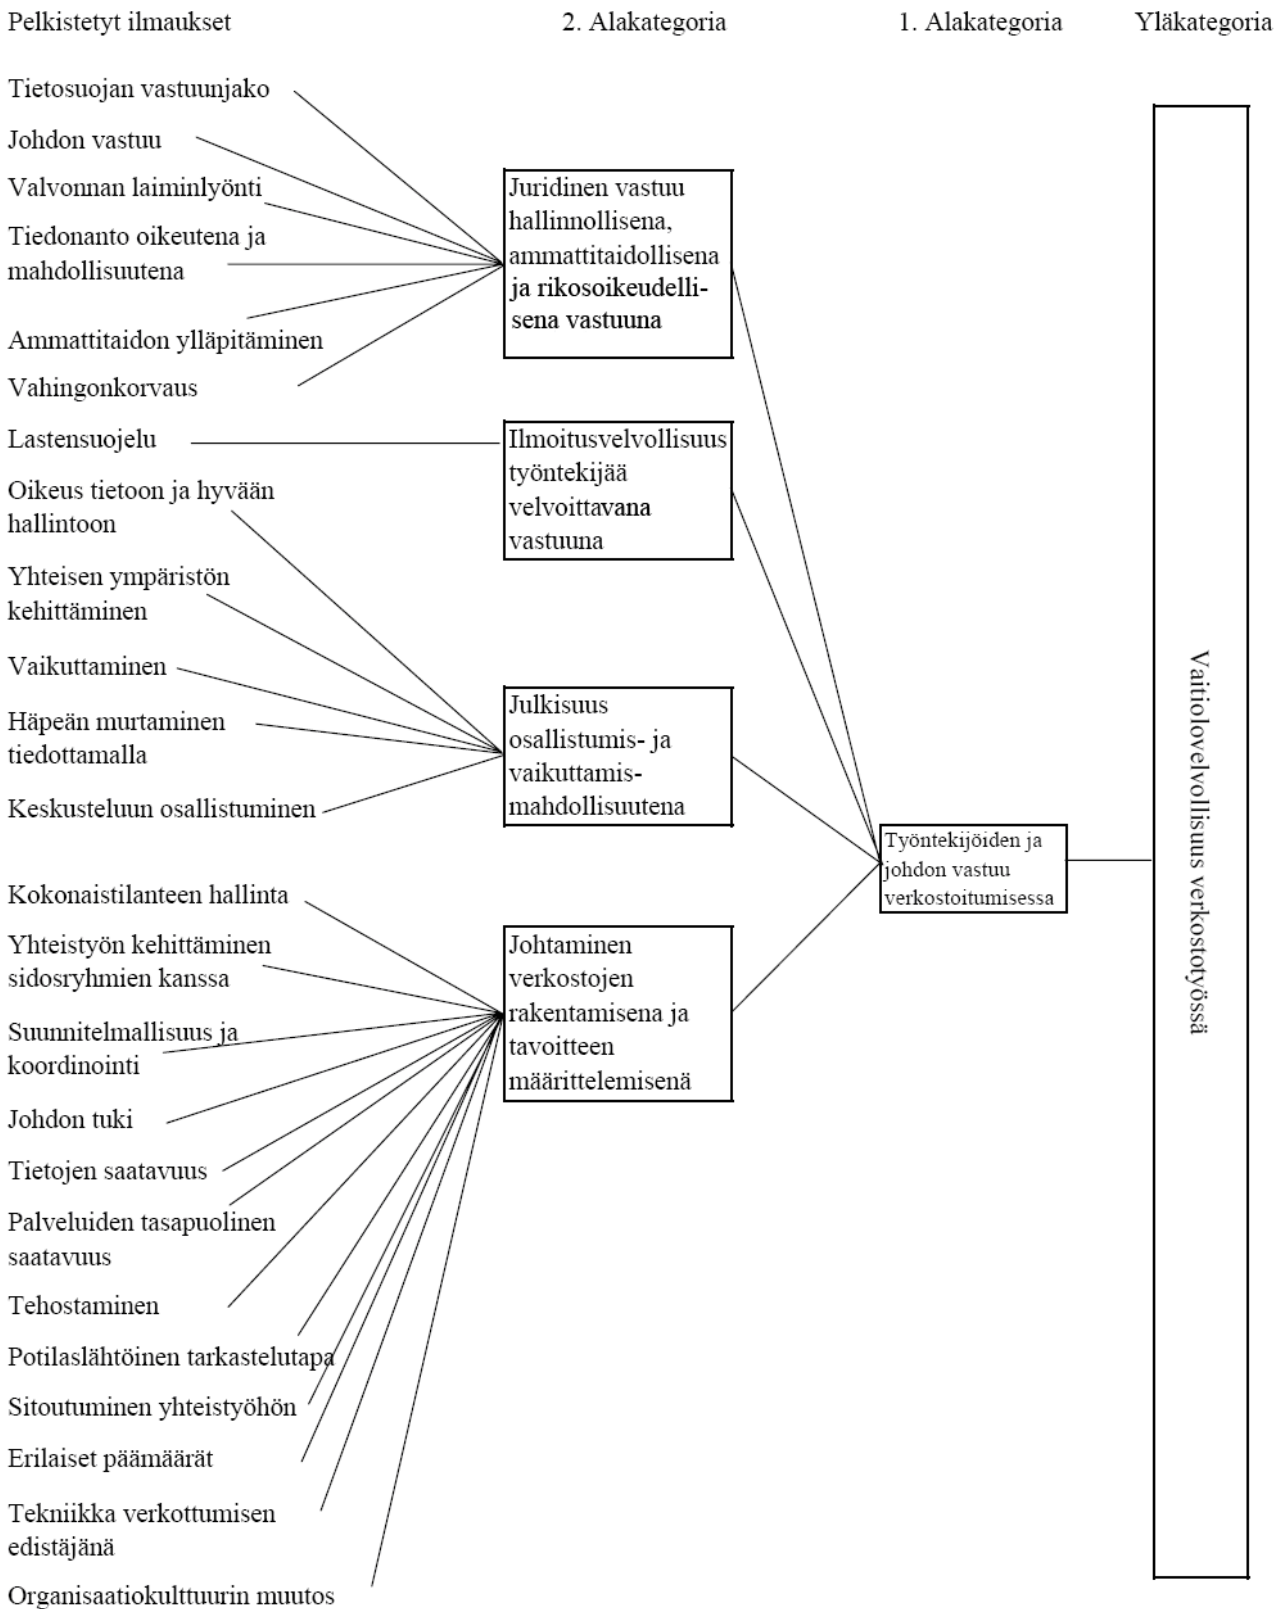 Pelkistetyt ilmaukset
2. Alakategoria
1. Alakategoria
Yläkategoria
Tietosuojan vastuunjako
Johdon vastuu
Valvonnan laiminlyönti
Tiedonanto oikeutena ja
mahdollisuutena
Ammattitaidon ylläpitäminen
Vahingonkorvaus
Lastensuojelu
Oikeus tietoon ja hyvään
hallintoon
Yhteisen ympäristön
kehittäminen
Vaikuttaminen
Häpeän murtaminen
tiedottamalla
Keskusteluun osallistuminen
Kokonaistilanteen hallinta
Yhteistyön kehittäminen
sidosryhmien kanssa
Suunnitelmallisuus ja
koordinointi
Johdon tuki
Tietojen saatavuus
Palveluiden tasapuolinen
saatavuus
Tehostaminen
Potilaslähtöinen tarkastelutapa
Sitoutuminen yhteistyöhön
Erilaiset päämäärät
Tekniikka verkottumisen
edistäjänä
Organisaatiokulttuurin muutos
Juridinen vastuu
hallinnollisena,
ammattitaidollisena
ja rikosoikeudelli-
sena vastuuna
Ilmoitusvelvollisuus
työntekijää
velvoittavana
vastuuna
Julkisuus
osallistumis- ja
vaikuttamis-
mahdollisuutena
Johtaminen
verkostojen
rakentamisena ja
tavoitteen
määrittelemisenä
Työntekijöiden ja
johdon vastuu
verkostoitumisessa
Vaitiolovelvollisuus verkostotyössä